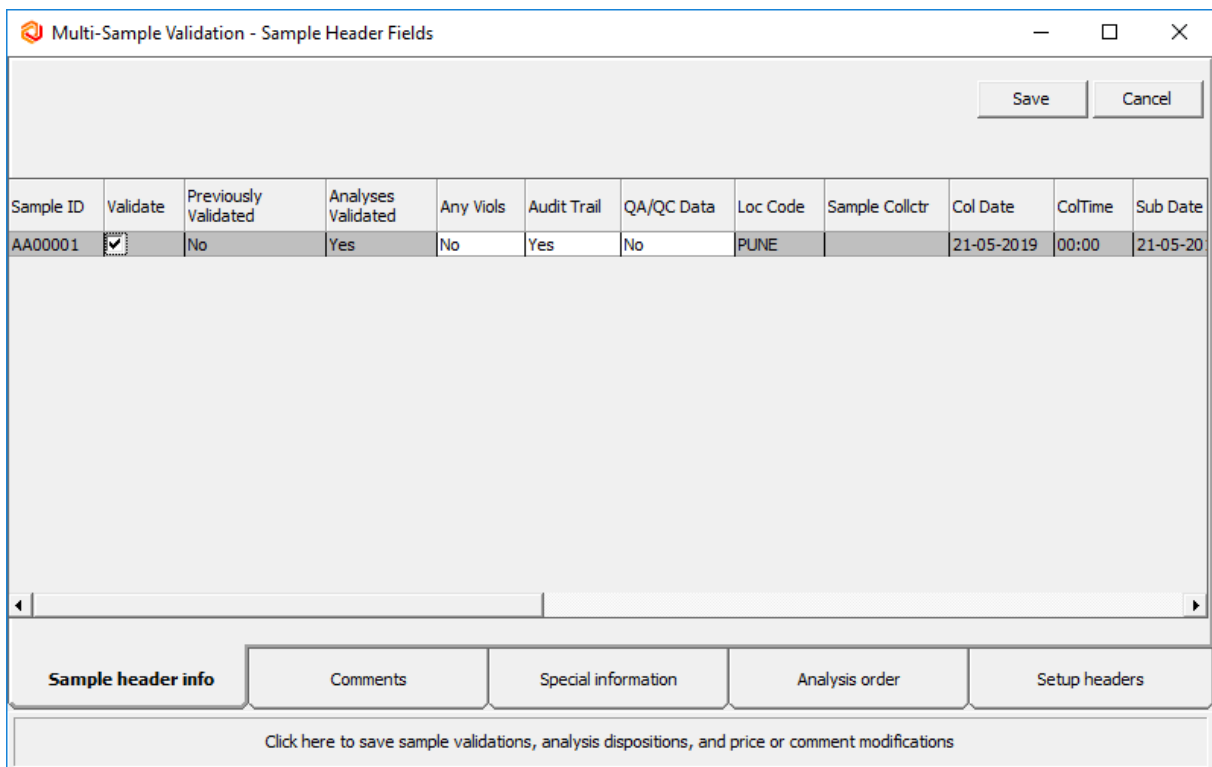 Multi-Sample Validation - Sample Header Fields
Save Cancel
Sample ID Validate Previously Validated Analyses Validated Any Viols Audit Trail QA/QC Data Loc Code Sample Collctr Col Date ColTime Sub Date
AA00001 No Yes No Yes No PUNE 21-05-2019 00:00 21-05-20
Sample header info Comments Special information Analysis order Setup headers
Click here to save sample validations, analysis dispositions, and price or comment modifications